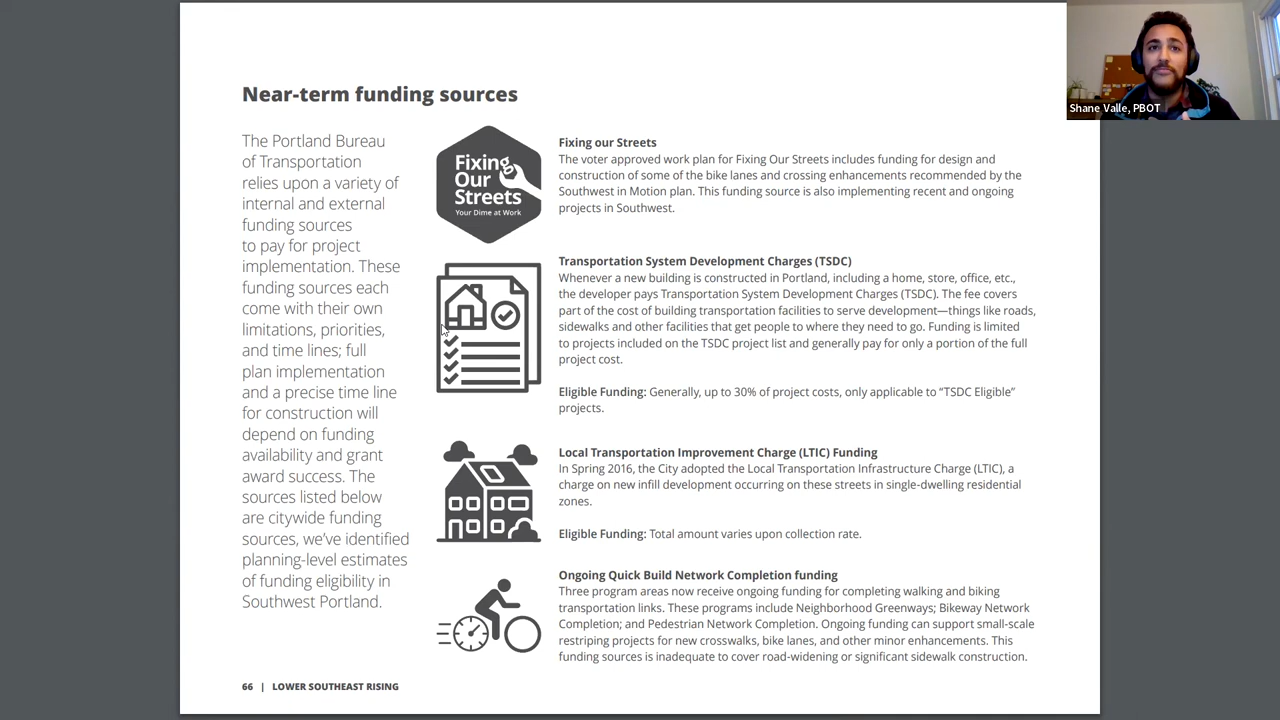 Near-term funding sources
The Portland Bureau
of Transportation
relies upon a variety of
internal and external
funding sources
to pay for project
implementation. These
funding sources each
come with their own
limitations, priorities,
and time lines; full
plan implementation
and a precise time line
for construction will
depend on funding
availability and grant
award success. The
sources listed below
are citywide funding
sources, we've identified
planning-level estimates
of funding eligibility in
Southwest Portland.
Fixing
Our
Streets
Your Dime at Work
Fixing our Streets
The voter approved work plan for Fixing Our Streets includes funding for design and
construction of some of the bike lanes and crossing enhancements recommended by the
Southwest in Motion plan. This funding source is also implementing recent and ongoing
projects in Southwest.
Transportation System Development Charges (TSDC)
Whenever a new building is constructed in Portland, including a home, store, office, etc.,
the developer pays Transportation System Development Charges (TSDC). The fee covers
part of the cost of building transportation facilities to serve development—things like roads,
sidewalks and other facilities that get people to where they need to go. Funding is limited
to projects included on the TSDC project list and generally pay for only a portion of the full
project cost.
Eligible Funding: Generally, up to 30% of project costs, only applicable to "TSDC Eligible"
projects.
Local Transportation Improvement Charge (LTIC) Funding
In Spring 2016, the City adopted the Local Transportation Infrastructure Charge (LTIC), a
charge on new infill development occurring on these streets in single-dwelling residential
zones.
Eligible Funding: Total amount varies upon collection rate.
Ongoing Quick Build Network Completion funding
Three program areas now receive ongoing funding for completing walking and biking
transportation links. These programs include Neighborhood Greenways; Bikeway Network
Completion; and Pedestrian Network Completion. Ongoing funding can support small-scale
restriping projects for new crosswalks, bike lanes, and other minor enhancements. This
funding sources is inadequate to cover road-widening or significant sidewalk construction.
66 | LOWER SOUTHEAST RISING
Shane Valle, PBOT